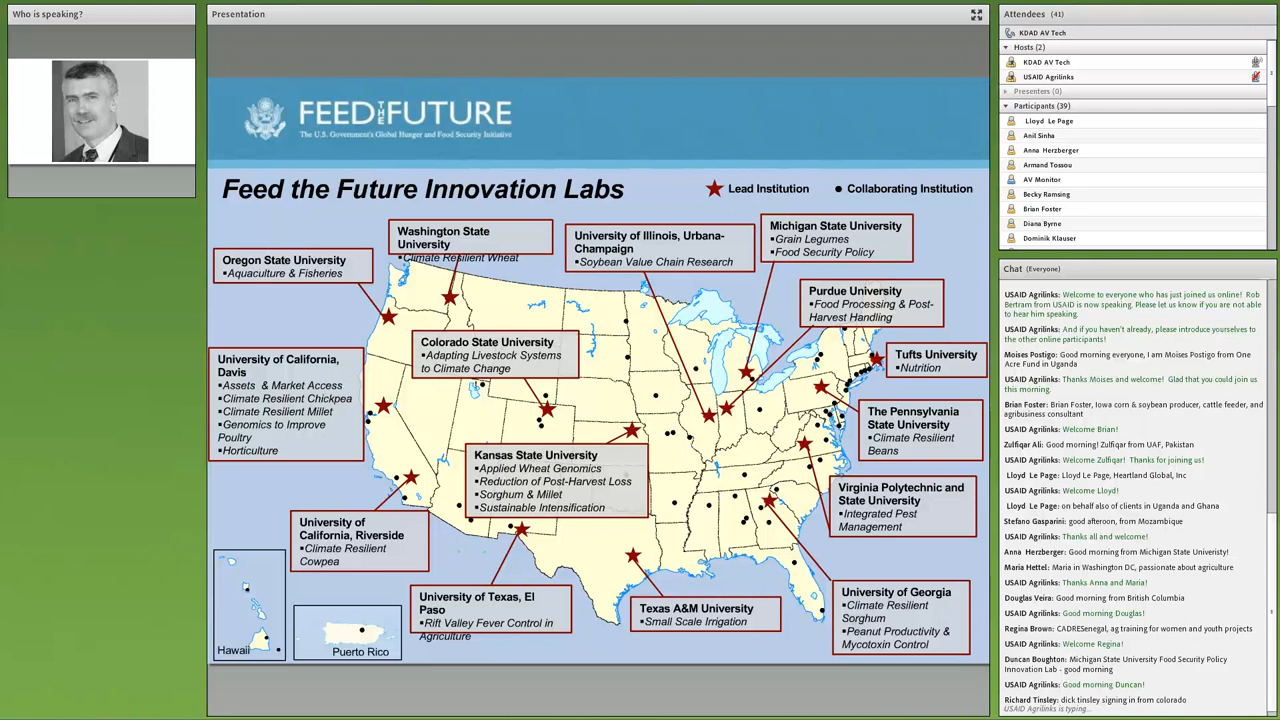 Who is speaking?
Presentation
FEED THE FUTURE
The U.S. Government's Global Hunger and Food Security Initiative
Feed the Future Innovation Labs
Lead Institution
Collaborating Institution
Washington State
University
▪Climate Resilient Wheat
Oregon State University
▪Aquaculture & Fisheries
University of Illinois, Urbana-
Champaign
▪Soybean Value Chain Research
Michigan State University
▪Grain Legumes
▪Food Security Policy
Purdue University
▪Food Processing & Post-
Harvest Handling
Colorado State University
▪Adapting Livestock Systems
to Climate Change
Tufts University
▪Nutrition
University of California,
Davis
▪Assets & Market Access
▪Climate Resilient Chickpea
▪Climate Resilient Millet
▪Genomics to Improve
Poultry
▪Horticulture
The Pennsylvania
State University
▪Climate Resilient
Beans
Kansas State University
▪Applied Wheat Genomics
▪Reduction of Post-Harvest Loss
▪Sorghum & Millet
▪Sustainable Intensification
Virginia Polytechnic and
State University
▪Integrated Pest
Management
University of
California, Riverside
▪Climate Resilient
Cowpea
University of Texas, El
Paso
▪Rift Valley Fever Control in
Agriculture
Texas A&M University
▪Small Scale Irrigation
University of Georgia
▪Climate Resilient
Sorghum
▪Peanut Productivity &
Mycotoxin Control
Hawaii
Puerto Rico
Attendees (41)
KDAD AV Tech
Hosts (2)
KDAD AV Tech
USAID Agrilinks
Presenters (0)
Participants (39)
Lloyd Le Page
Anil Sinha
Anna Herzberger
Armand Tossou
AV Monitor
Becky Ramsing
Brian Foster
Diana Byrne
Dominik Klauser
Chat (Everyone)
USAID Agrilinks: Welcome to everyone who has just joined us online! Rob
Bertram from USAID is now speaking. Please let us know if you are not able
to hear him speaking.
USAID Agrilinks: And if you haven't already, please introduce yourselves to
the other online participants!
Moises Postigo: Good morning everyone, I am Moises Postigo from One
Acre Fund in Uganda
USAID Agrilinks: Thanks Moises and welcome! Glad that you could join us
this morning.
Brian Foster: Brian Foster, Iowa corn & soybean producer, cattle feeder, and
agribusiness consultant
USAID Agrilinks: Welcome Brian!
Zulfiqar Ali: Good morning! Zulfiqar from UAF, Pakistan
USAID Agrilinks: Welcome Zulfiqar! Thanks for joining us!
Lloyd Le Page: Lloyd Le Page, Heartland Global, Inc
USAID Agrilinks: Welcome Lloyd!
Lloyd Le Page: on behalf also of clients in Uganda and Ghana
Stefano Gasparini: good afteroon, from Mozambique
USAID Agrilinks: Thanks all and welcome!
Anna Herzberger: Good morning from Michigan State Univeristy!
Maria Hettel: Maria in Washington DC, passionate about agriculture
USAID Agrilinks: Thanks Anna and Maria!
Douglas Veira: Good morning from British Columbia
USAID Agrilinks: Good morning Douglas!
Regina Brown: CADRESenegal, ag training for women and youth projects
USAID Agrilinks: Welcome Regina!
Duncan Boughton: Michigan State University Food Security Policy
Innovation Lab - good morning
USAID Agrilinks: Good morning Duncan!
Richard Tinsley: dick tinsley signing in from colorado
USAID Agrilinks is typing...